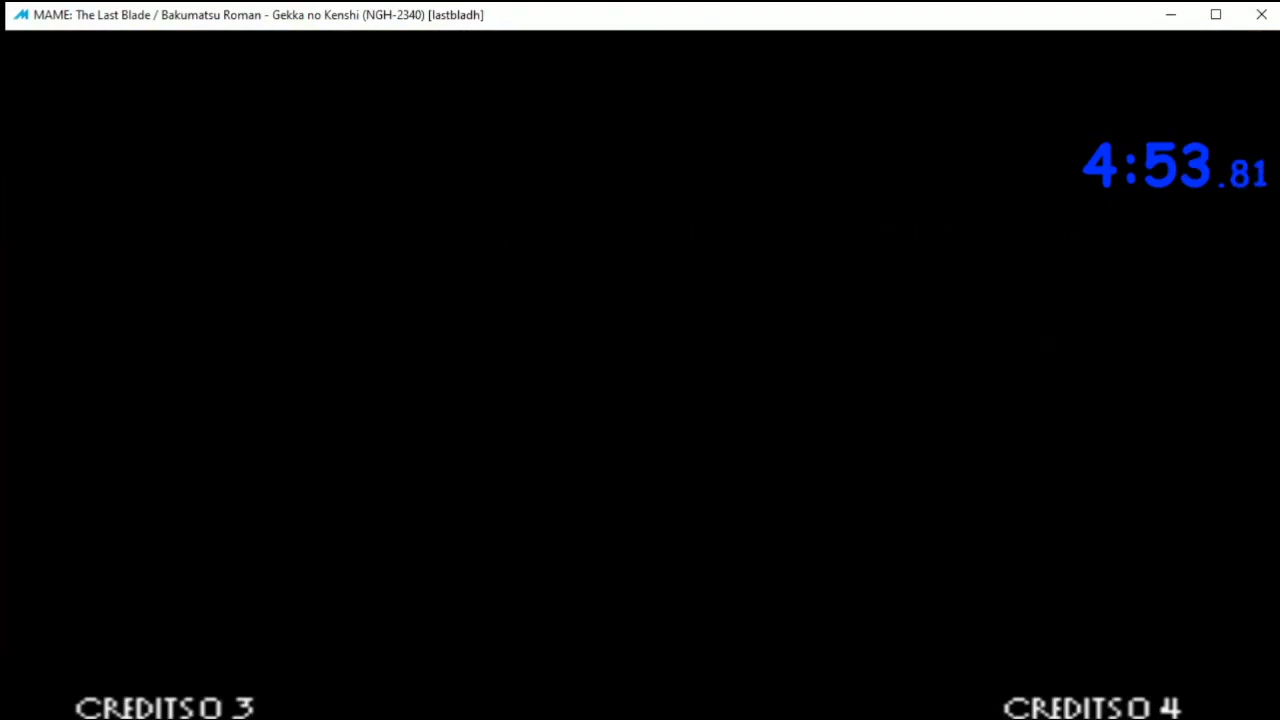 MAME: The Last Blade / Bakumatsu Roman - Gekka no Kenshi (NGH-2340) [lastbladh]
4:53.81
CREDITS 0 3
CREDITS 0 4